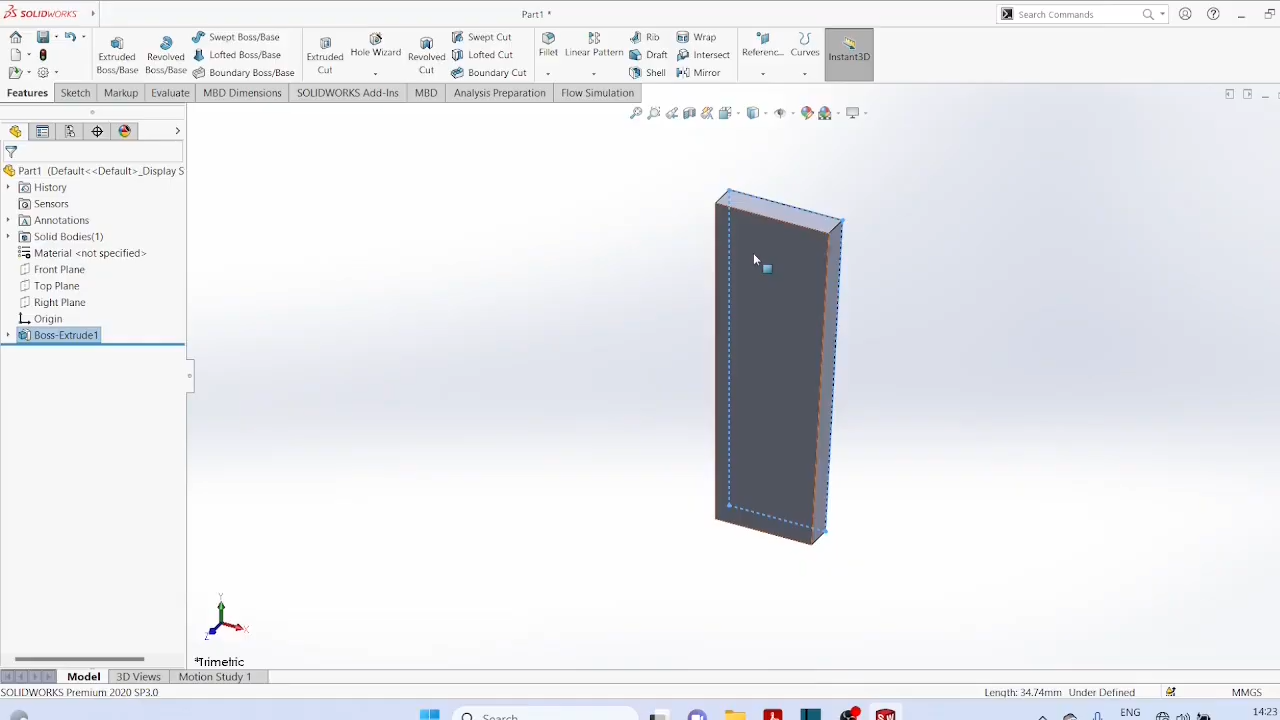 SOLIDWORKS
Part1 *
Search Commands
Extruded Boss/Base
Revolved Boss/Base
Swept Boss/Base
Lofted Boss/Base
Boundary Boss/Base
Extruded Cut
Hole Wizard
Revolved Cut
Swept Cut
Lofted Cut
Boundary Cut
Fillet
Linear Pattern
Rib
Draft
Shell
Wrap
Intersect
Mirror
Referenc...
Curves
Instant3D
Features
Sketch
Markup
Evaluate
MBD Dimensions
SOLIDWORKS Add-Ins
MBD
Analysis Preparation
Flow Simulation
Part1 (Default<<Default>_Display S
History
Sensors
Annotations
Solid Bodies(1)
Material <not specified>
Front Plane
Top Plane
Right Plane
Origin
Boss-Extrude1
Y
X
Z
*Trimetric
Model
3D Views
Motion Study 1
SOLIDWORKS Premium 2020 SP3.0
Length: 34.74mm Under Defined
MMGS
Search
ENG
14:23